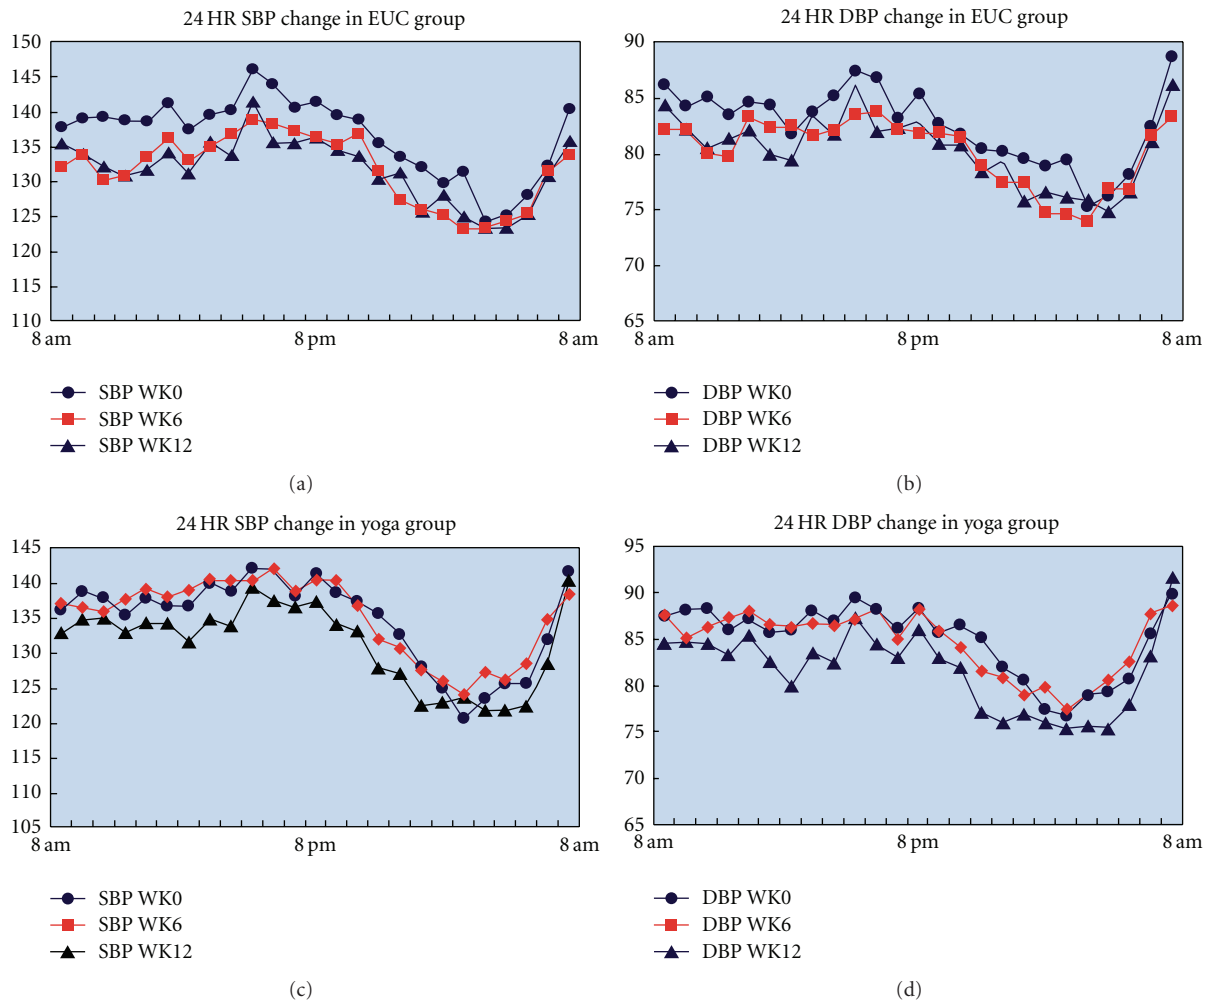 24 HR SBP change in EUC group
150
145
140
135
130
125
120
115
110
8 am
8 pm
8 am
SBP WK0
SBP WK6
SBP WK12
(a)
24 HR DBP change in EUC group
90
85
80
75
70
65
8 am
8 pm
8 am
DBP WK0
DBP WK6
DBP WK12
(b)
24 HR SBP change in yoga group
145
140
135
130
125
120
115
110
105
8 am
8 pm
8 am
SBP WK0
SBP WK6
SBP WK12
(c)
24 HR DBP change in yoga group
95
90
85
80
75
70
65
8 am
8 pm
8 am
DBP WK0
DBP WK6
DBP WK12
(d)